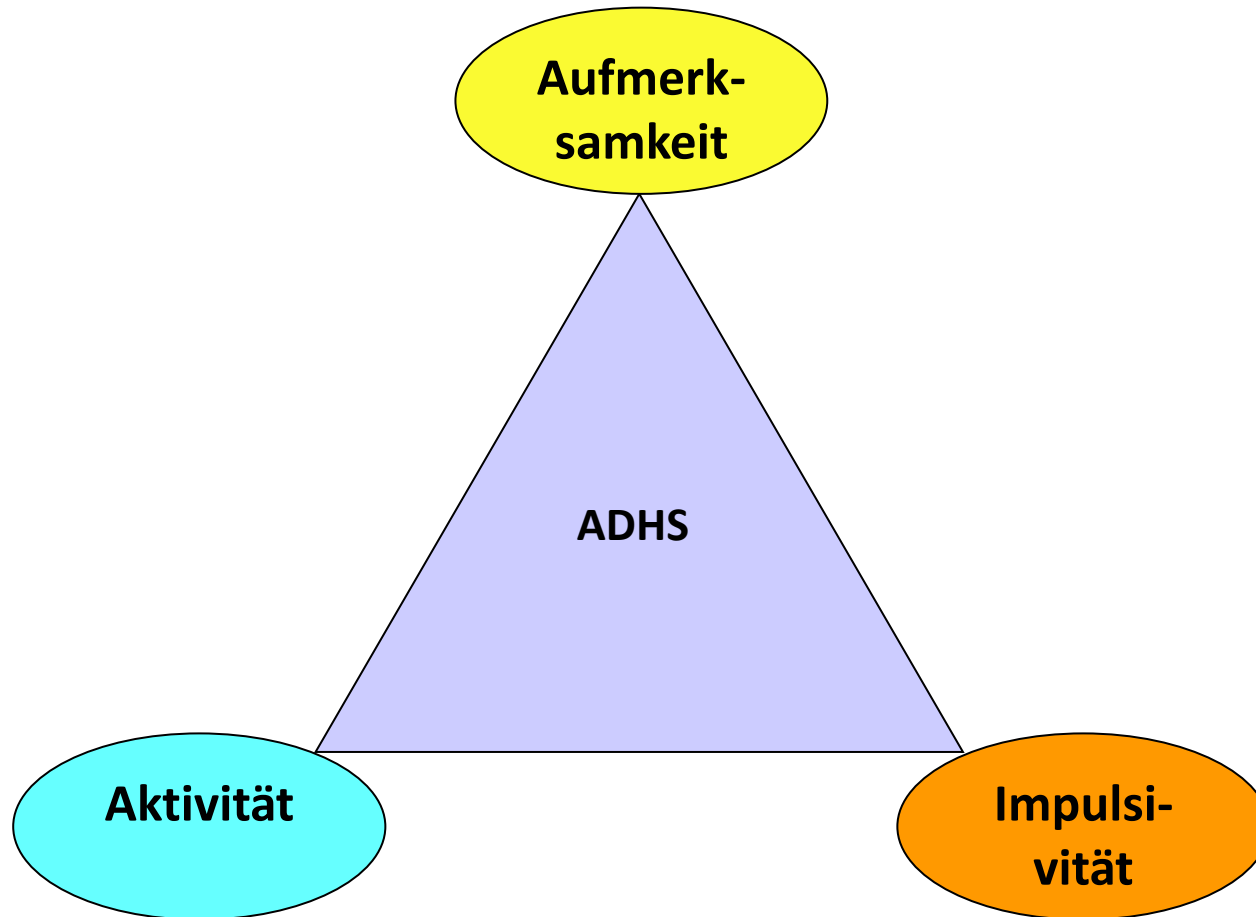 Aufmerk-
samkeit
ADHS
Aktivität
Impulsi-
vität